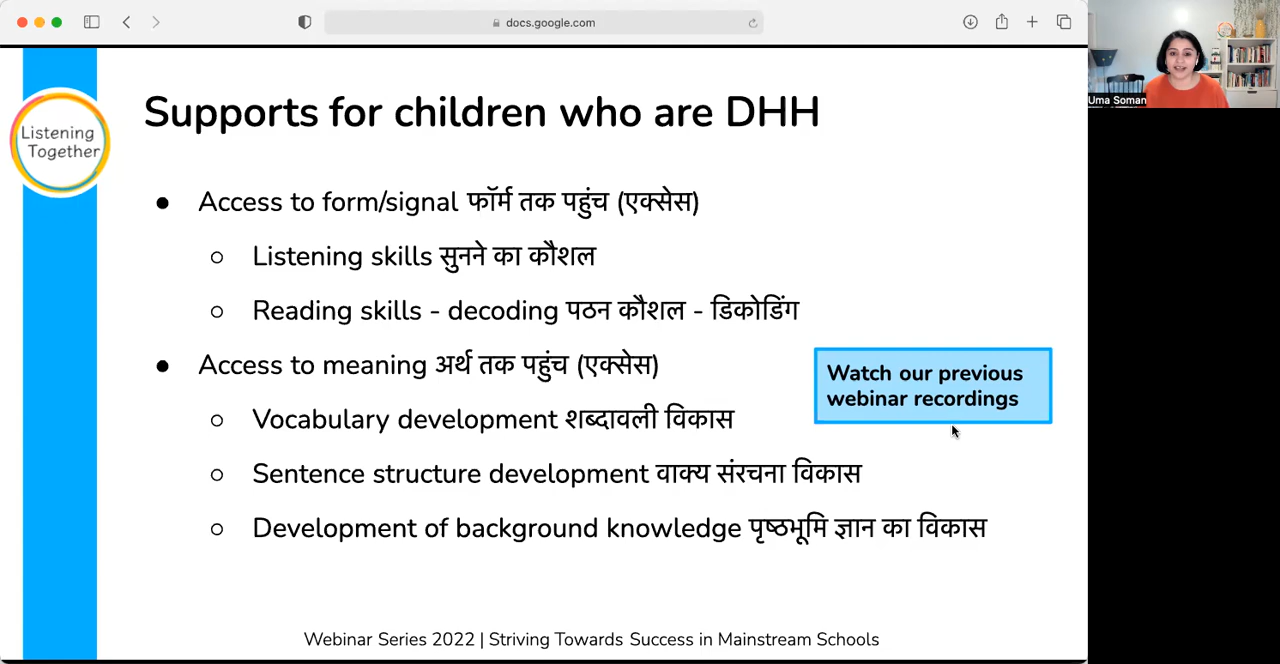 docs.google.com
Uma Soman
Listening
Together
Supports for children who are DHH
● Access to form/signal फॉर्म तक पहुंच (एक्सेस)
○ Listening skills सुनने का कौशल
○ Reading skills - decoding पठन कौशल - डिकोडिंग
● Access to meaning अर्थ तक पहुंच (एक्सेस)
○ Vocabulary development शब्दावली विकास
○ Sentence structure development वाक्य संरचना विकास
○ Development of background knowledge पृष्ठभूमि ज्ञान का विकास
Watch our previous
webinar recordings
Webinar Series 2022 | Striving Towards Success in Mainstream Schools